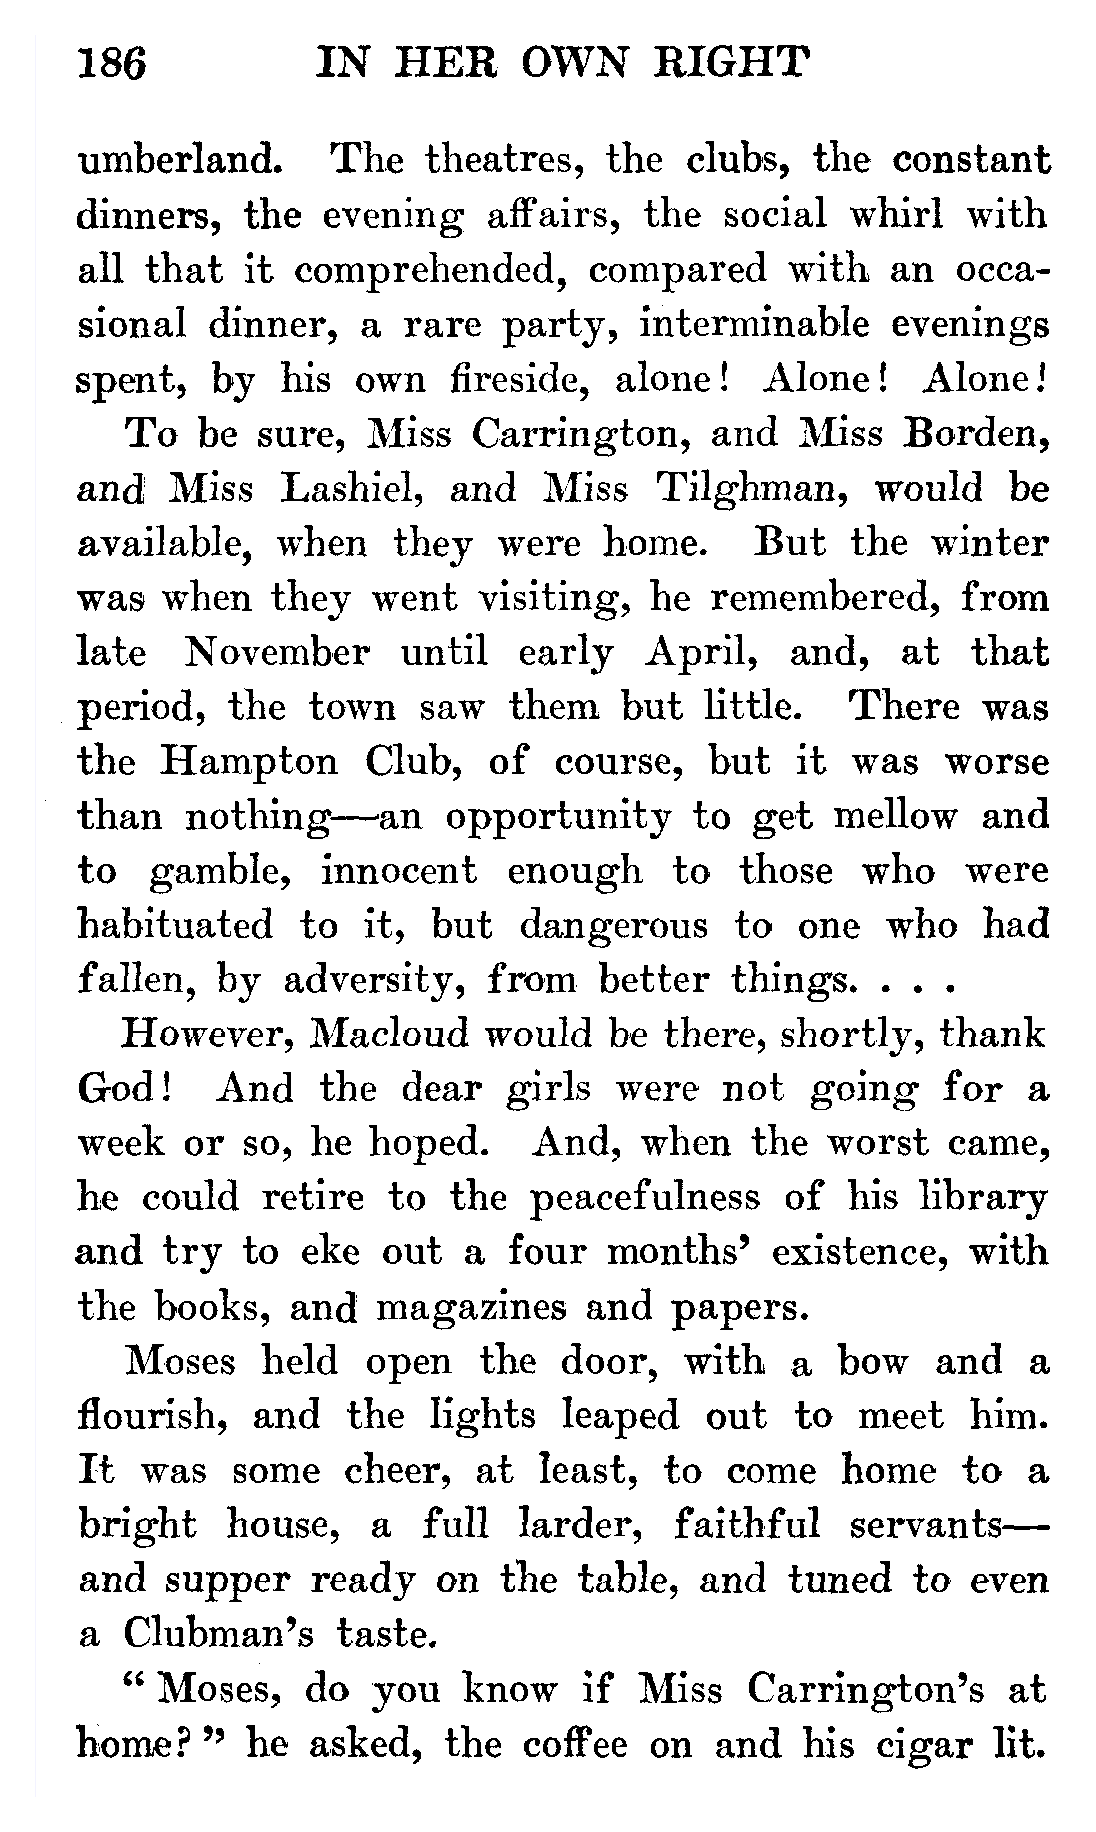 186 IN HER OWN RIGHT
umberland. The theatres, the clubs, the constant
dinners, the evening affairs, the social whirl with
all that it comprehended, compared with an occa-
sional dinner, a rare party, interminable evenings
spent, by his own fireside, alone! Alone! Alone!
To be sure, Miss Carrington, and Miss Borden,
and Miss Lashiel, and Miss Tilghman, would be
available, when they were home. But the winter
was when they went visiting, he remembered, from
late November until early April, and, at that
period, the town saw them but little. There was
the Hampton Club, of course, but it was worse
than nothing—an opportunity to get mellow and
to gamble, innocent enough to those who were
habituated to it, but dangerous to one who had
fallen, by adversity, from better things. . . .
However, Macloud would be there, shortly, thank
God! And the dear girls were not going for a
week or so, he hoped. And, when the worst came,
he could retire to the peacefulness of his library
and try to eke out a four months' existence, with
the books, and magazines and papers.
Moses held open the door, with a bow and a
flourish, and the lights leaped out to meet him.
It was some cheer, at least, to come home to a
bright house, a full larder, faithful servants—
and supper ready on the table, and tuned to even
a Clubman's taste.
"Moses, do you know if Miss Carrington's at
home?" he asked, the coffee on and his cigar lit.